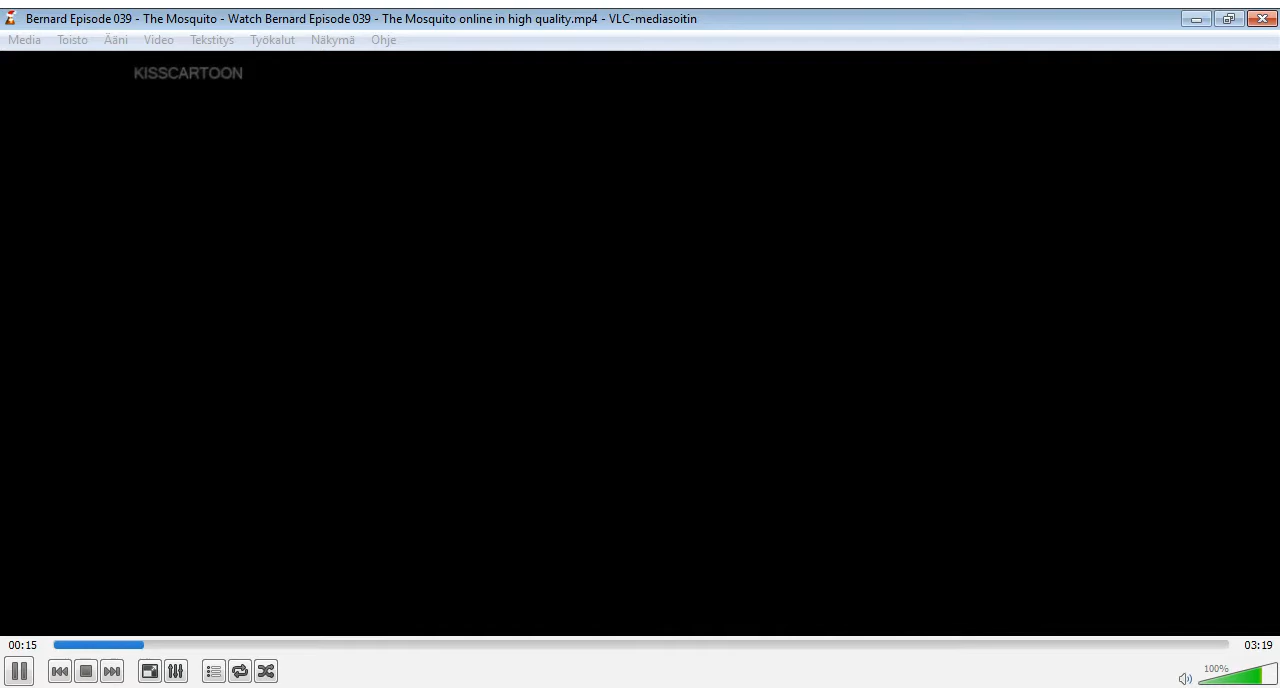 Bernard Episode 039 - The Mosquito - Watch Bernard Episode 039 - The Mosquito online in high quality.mp4 - VLC-mediasoitin
Media Toisto Ääni Video Tekstitys Työkalut Näkymä Ohje
KISSCARTOON
00:15 03:19
100%